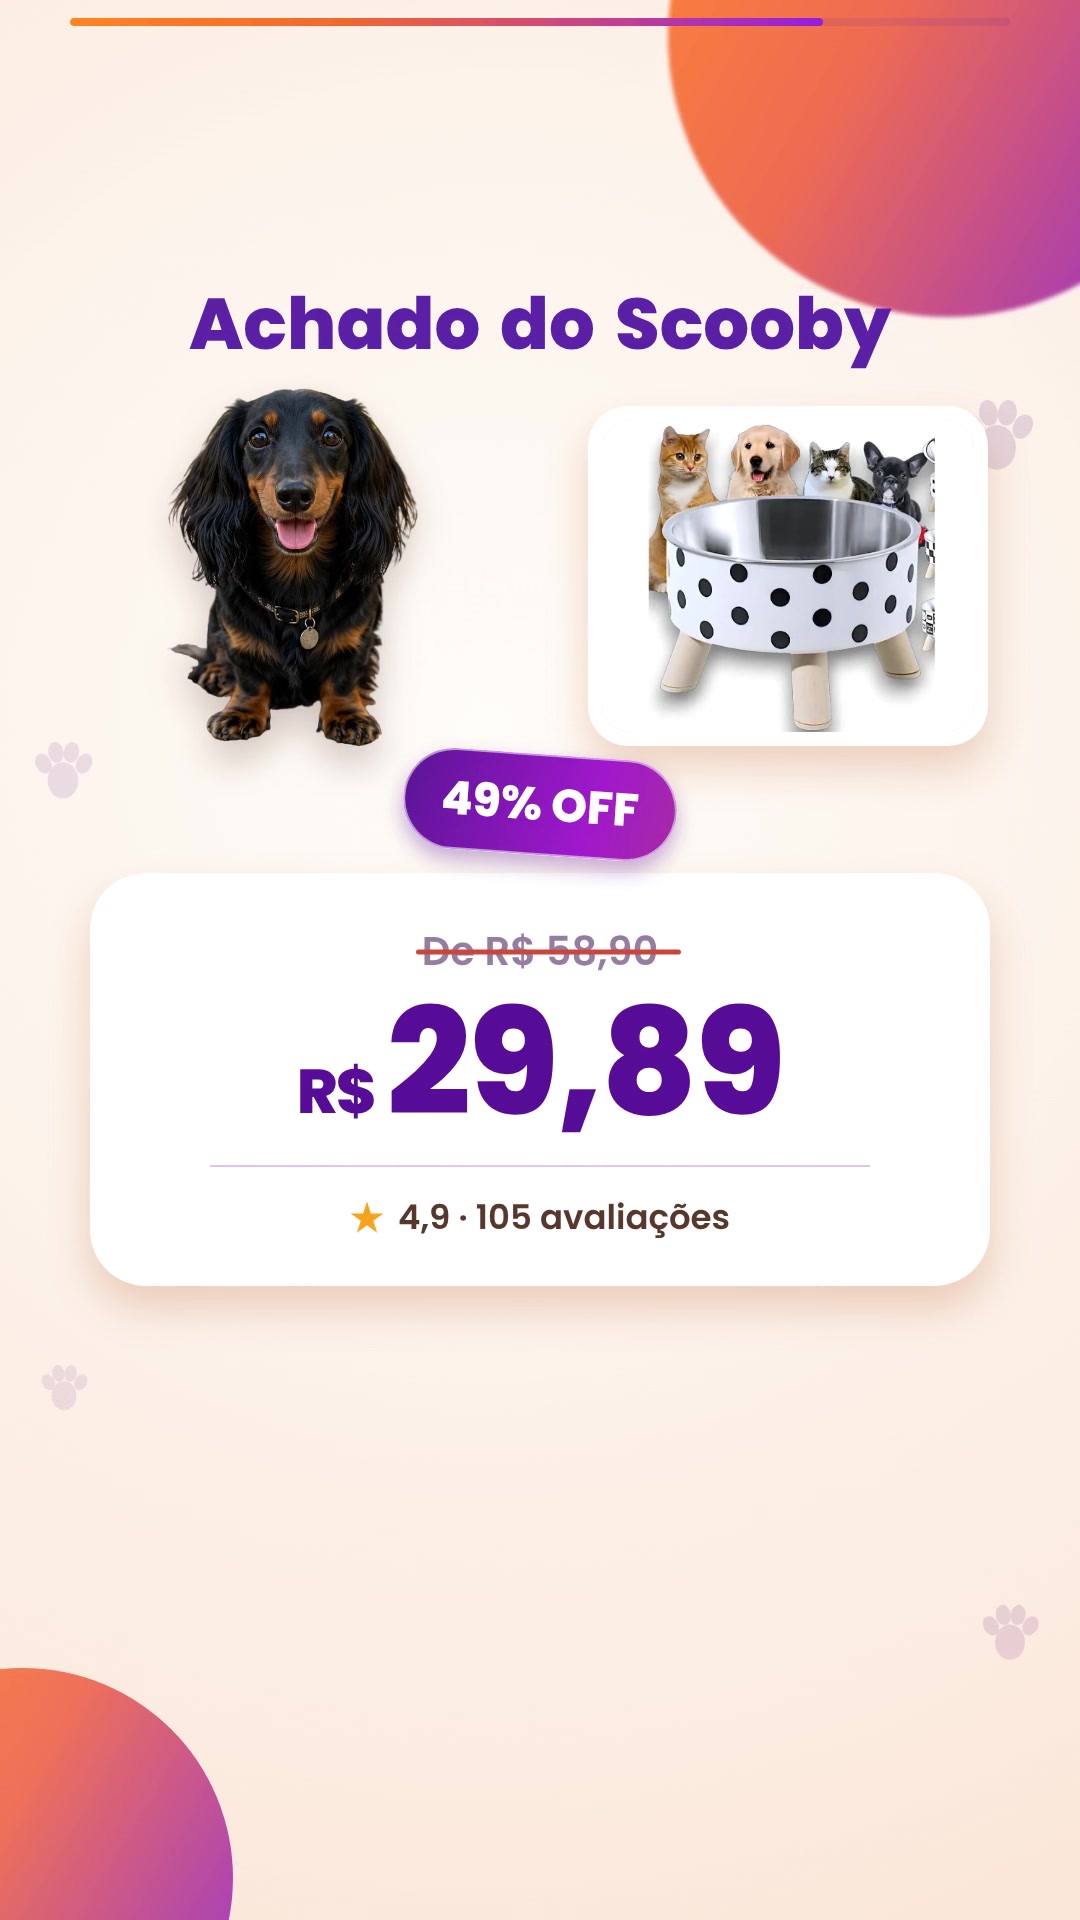 Achado do Scooby
49% OFF
De R$ 58,90
R$ 29,89
★ 4,9 · 105 avaliações